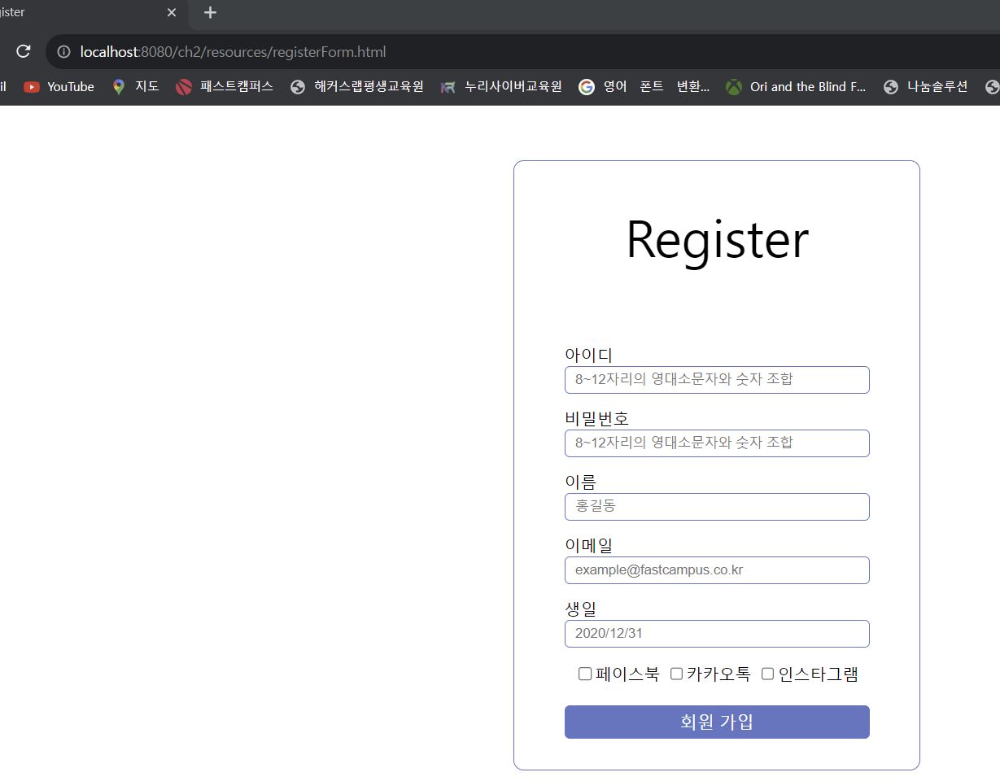 gister
localhost:8080/ch2/resources/registerForm.html
il YouTube 지도 패스트캠퍼스 해커스랩평생교육원 누리사이버교육원 영어 폰트 변환... Ori and the Blind F... 나눔솔루션
Register
아이디
8~12자리의 영대소문자와 숫자 조합
비밀번호
8~12자리의 영대소문자와 숫자 조합
이름
홍길동
이메일
example@fastcampus.co.kr
생일
2020/12/31
페이스북 카카오톡 인스타그램
회원 가입